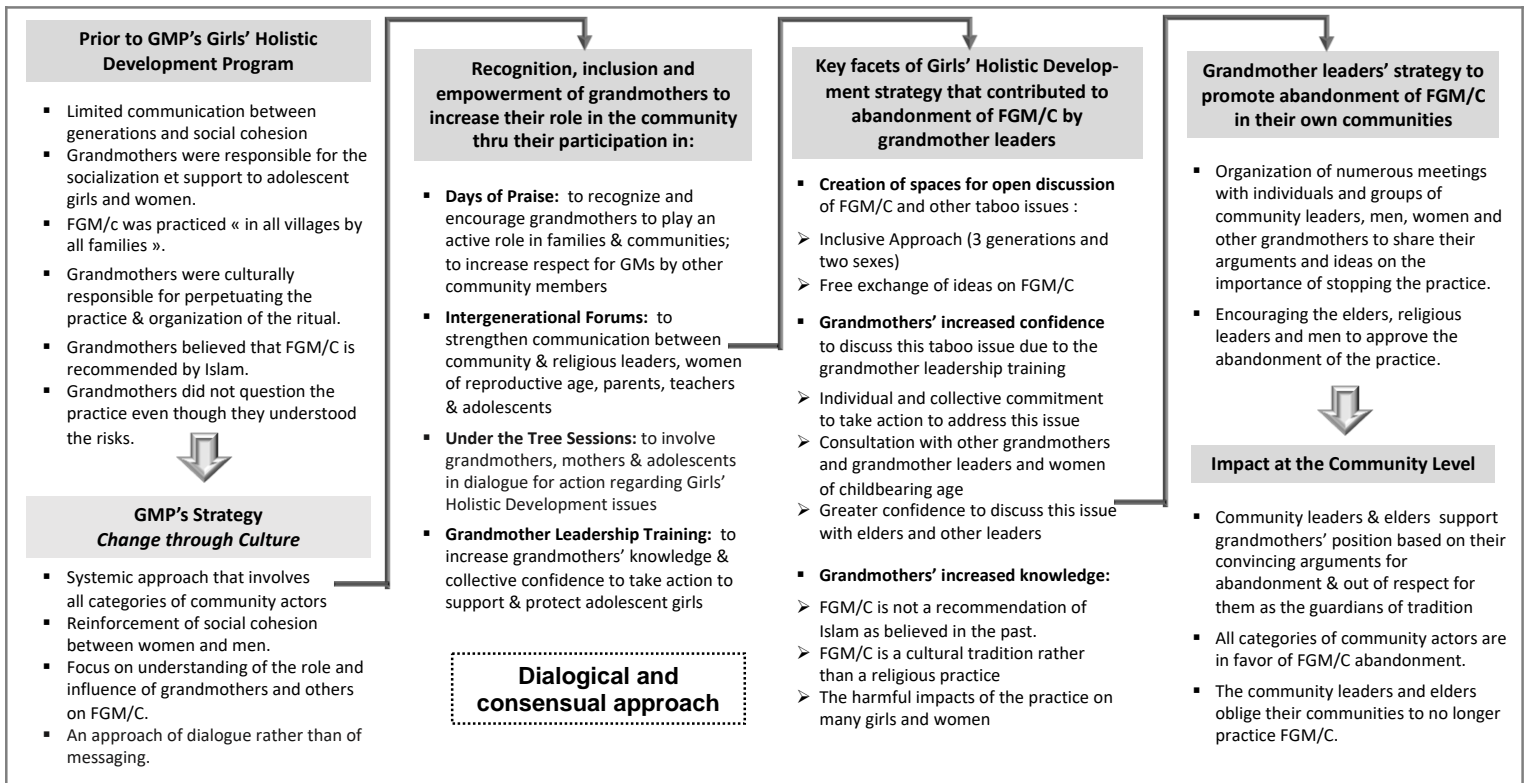 Prior to GMP's Girls' Holistic
Development Program
▪ Limited communication between
generations and social cohesion
▪ Grandmothers were responsible for the
socialization et support to adolescent
girls and women.
▪ FGM/c was practiced « in all villages by
all families ».
▪ Grandmothers were culturally
responsible for perpetuating the
practice & organization of the ritual.
▪ Grandmothers believed that FGM/C is
recommended by Islam.
▪ Grandmothers did not question the
practice even though they understood
the risks.
GMP's Strategy
Change through Culture
▪ Systemic approach that involves
all categories of community actors
▪ Reinforcement of social cohesion
between women and men.
▪ Focus on understanding of the role and
influence of grandmothers and others
on FGM/C.
▪ An approach of dialogue rather than of
messaging.
Recognition, inclusion and
empowerment of grandmothers to
increase their role in the community
thru their participation in:
▪ Days of Praise: to recognize and
encourage grandmothers to play an
active role in families & communities;
to increase respect for GMs by other
community members
▪ Intergenerational Forums: to
strengthen communication between
community & religious leaders, women
of reproductive age, parents, teachers
& adolescents
▪ Under the Tree Sessions: to involve
grandmothers, mothers & adolescents
in dialogue for action regarding Girls'
Holistic Development issues
▪ Grandmother Leadership Training: to
increase grandmothers' knowledge &
collective confidence to take action to
support & protect adolescent girls
Dialogical and
consensual approach
Key facets of Girls' Holistic Develop-
ment strategy that contributed to
abandonment of FGM/C by
grandmother leaders
▪ Creation of spaces for open discussion
of FGM/C and other taboo issues :
➢ Inclusive Approach (3 generations and
two sexes)
➢ Free exchange of ideas on FGM/C
▪ Grandmothers' increased confidence
to discuss this taboo issue due to the
grandmother leadership training
➢ Individual and collective commitment
to take action to address this issue
➢ Consultation with other grandmothers
and grandmother leaders and women
of childbearing age
➢ Greater confidence to discuss this issue
with elders and other leaders
▪ Grandmothers' increased knowledge:
➢ FGM/C is not a recommendation of
Islam as believed in the past.
➢ FGM/C is a cultural tradition rather
than a religious practice
➢ The harmful impacts of the practice on
many girls and women
Grandmother leaders' strategy to
promote abandonment of FGM/C
in their own communities
▪ Organization of numerous meetings
with individuals and groups of
community leaders, men, women and
other grandmothers to share their
arguments and ideas on the
importance of stopping the practice.
▪ Encouraging the elders, religious
leaders and men to approve the
abandonment of the practice.
Impact at the Community Level
▪ Community leaders & elders support
grandmothers' position based on their
convincing arguments for
abandonment & out of respect for
them as the guardians of tradition
▪ All categories of community actors are
in favor of FGM/C abandonment.
▪ The community leaders and elders
oblige their communities to no longer
practice FGM/C.